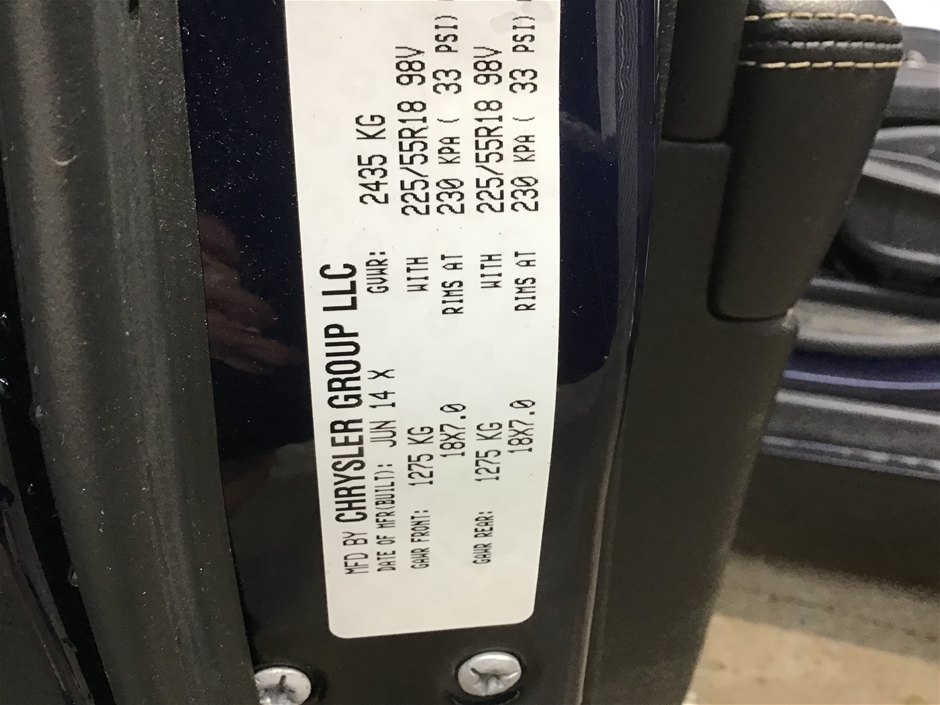 MFD BY CHRYSLER GROUP LLC
DATE OF MFR(BUILT): JUN 14 X GVWR: 2435 KG
GAWR FRONT: 1275 KG WITH 225/55R18 98V
18X7.0 RIMS AT 230 KPA ( 33 PSI)
GAWR REAR: 1275 KG WITH 225/55R18 98V
18X7.0 RIMS AT 230 KPA ( 33 PSI)